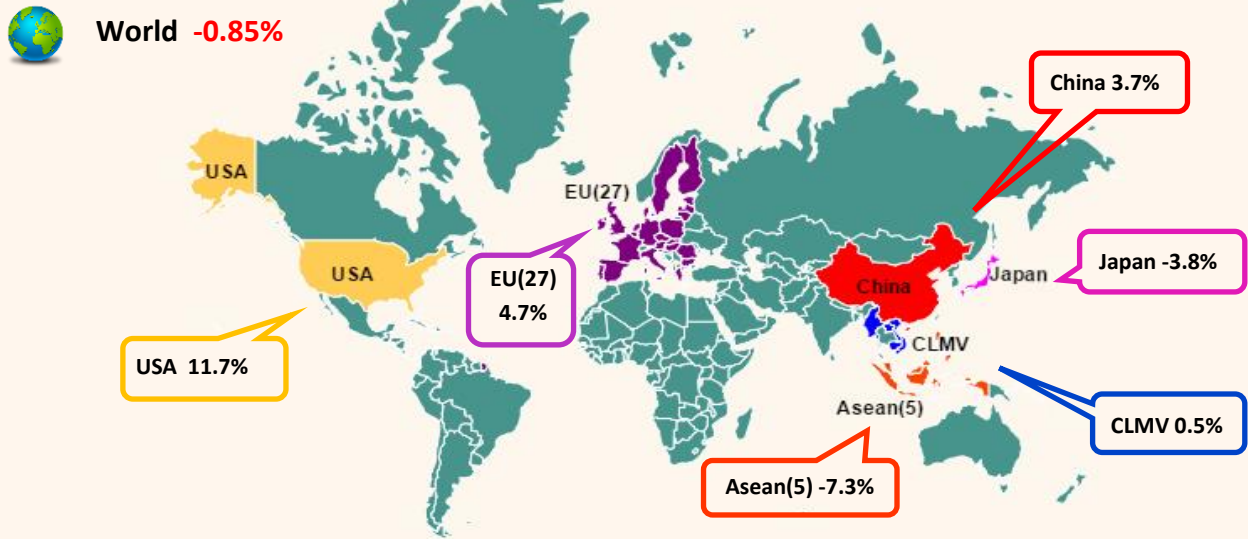 World -0.85%
China 3.7%
USA
EU(27)
USA
EU(27)
4.7%
China
Japan
Japan -3.8%
CLMV
USA 11.7%
Asean(5)
CLMV 0.5%
Asean(5) -7.3%